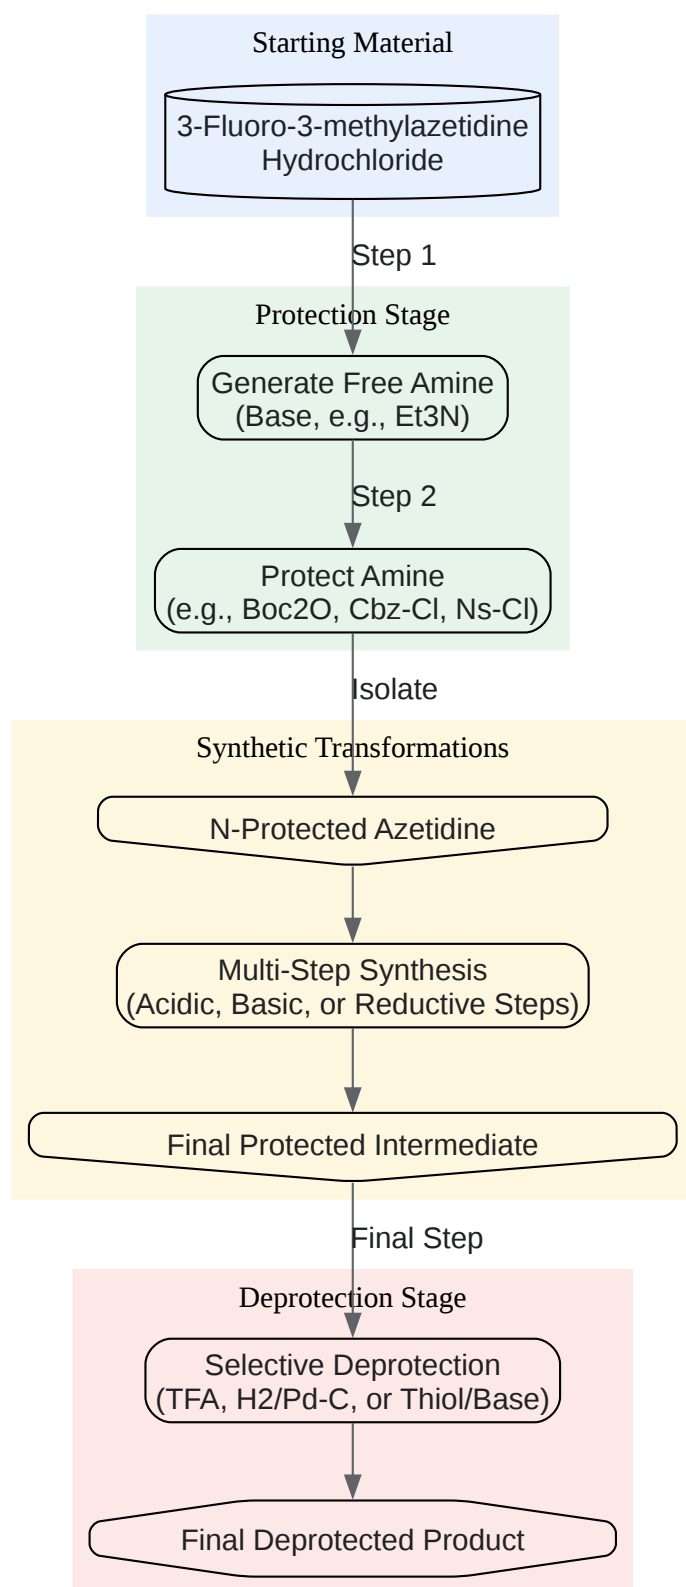 Starting Material
3-Fluoro-3-methylazetidine
Hydrochloride
Step 1
Protection Stage
Generate Free Amine
(Base, e.g., Et3N)
Step 2
Protect Amine
(e.g., Boc2O, Cbz-Cl, Ns-Cl)
Isolate
Synthetic Transformations
N-Protected Azetidine
Multi-Step Synthesis
(Acidic, Basic, or Reductive Steps)
Final Protected Intermediate
Final Step
Deprotection Stage
Selective Deprotection
(TFA, H2/Pd-C, or Thiol/Base)
Final Deprotected Product